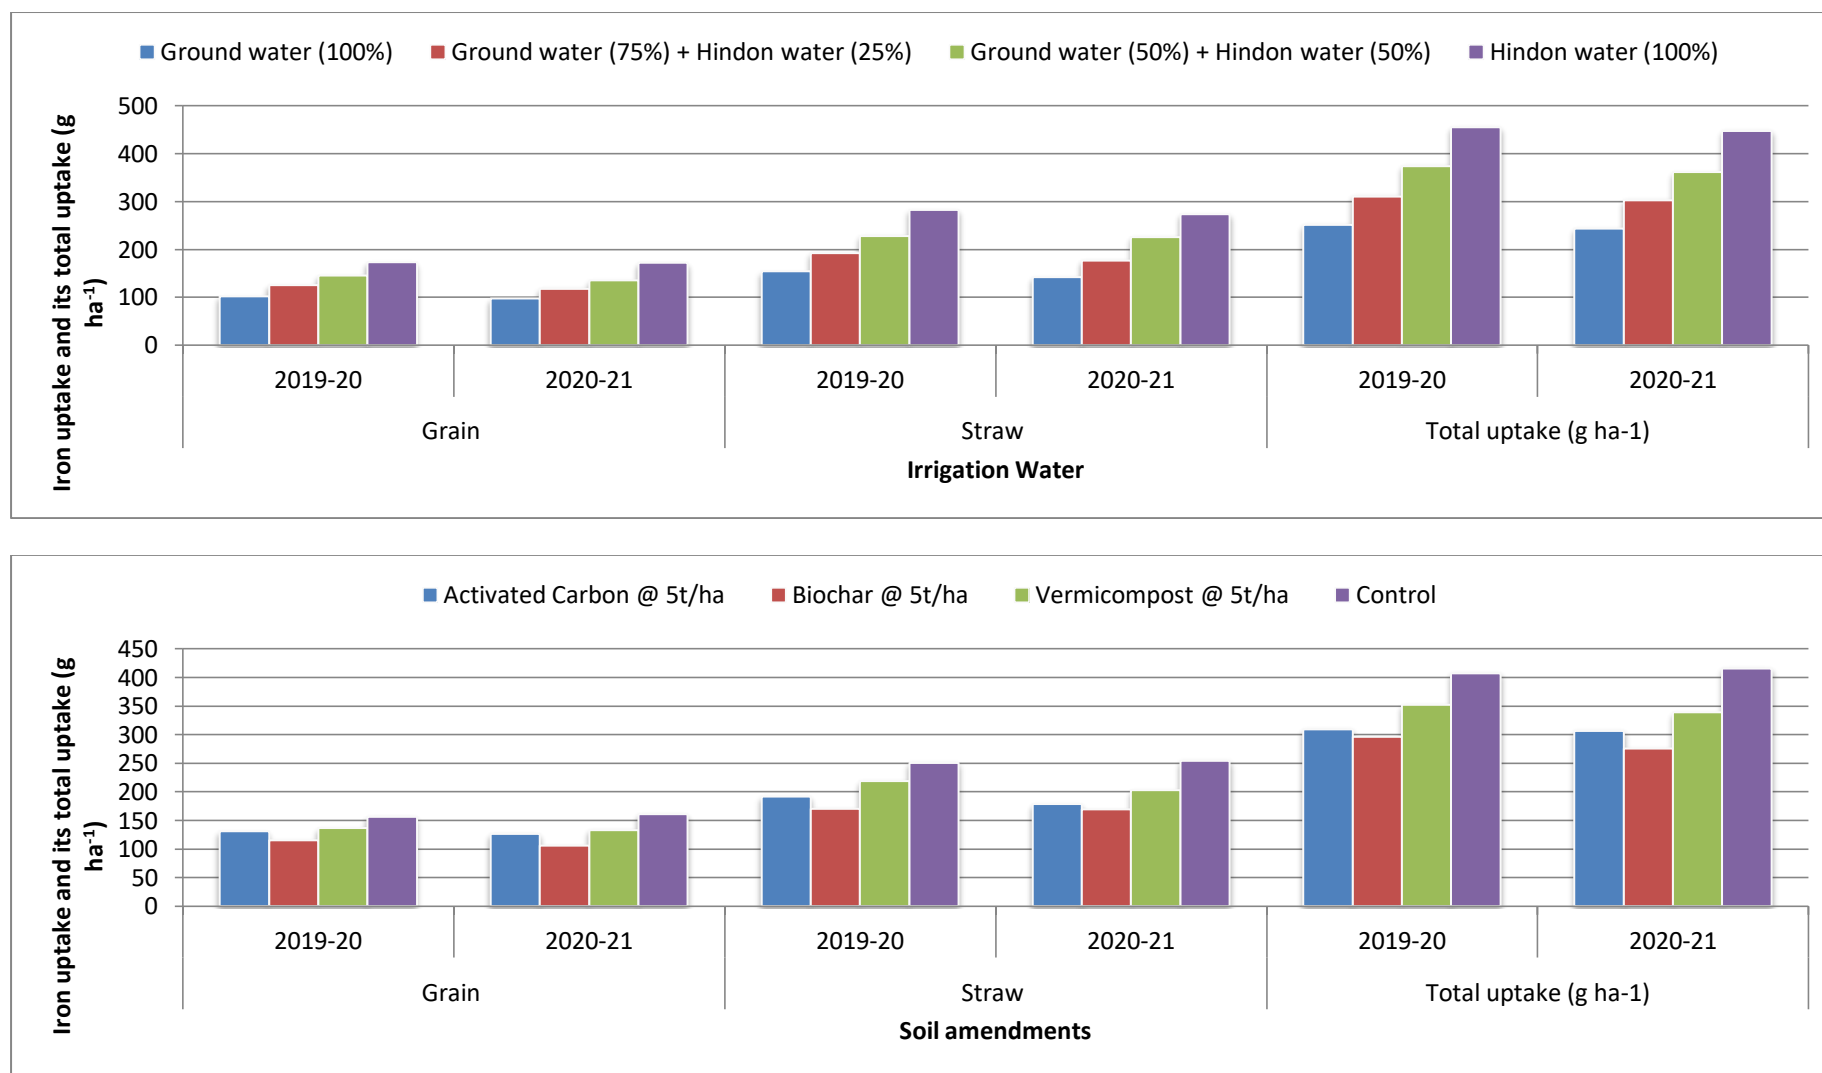 Ground water (100%) Ground water (75%) + Hindon water (25%) Ground water (50%) + Hindon water (50%) Hindon water (100%)
Iron uptake and its total uptake (g
ha-1)
500
400
300
200
100
0
2019-20 2020-21 2019-20 2020-21 2019-20 2020-21
Grain Straw Total uptake (g ha-1)
Irrigation Water
Activated Carbon @ 5t/ha Biochar @ 5t/ha Vermicompost @ 5t/ha Control
Iron uptake and its total uptake (g
ha-1)
450
400
350
300
250
200
150
100
50
0
2019-20 2020-21 2019-20 2020-21 2019-20 2020-21
Grain Straw Total uptake (g ha-1)
Soil amendments